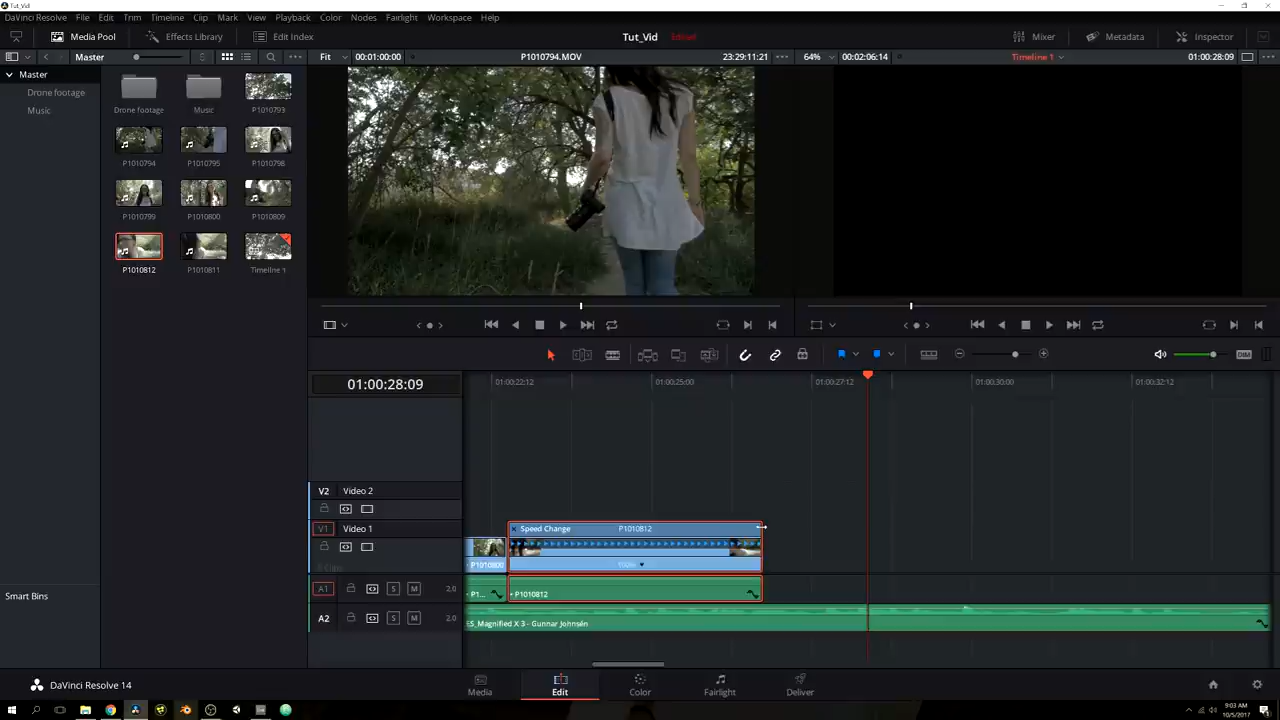 Tut_Vid
DaVinci Resolve File Edit Trim Timeline Clip Mark View Playback Color Nodes Fairlight Workspace Help
Media Pool Effects Library Edit Index Tut_Vid Edited Mixer Metadata Inspector
Master Fit 00:01:00:00 P1010794.MOV 23:29:11:21 64% 00:02:06:14 Timeline 1 01:00:28:09
Master
Drone footage
Music
Drone footage Music P1010793
P1010794 P1010795 P1010798
P1010799 P1010800 P1010809
P1010812 P1010811 Timeline 1
DIM
01:00:28:09
01:00:22:12 01:00:25:00 01:00:27:12 01:00:30:00 01:00:32:12
V2 Video 2
V1 Video 1
Speed Change P1010812
P1010800 100%
A1 S M 2.0
P1... P1010812
A2 S M 2.0
ES_Magnified X 3 - Gunnar Johnsén
Smart Bins
DaVinci Resolve 14
Media Edit Color Fairlight Deliver
9:03 AM
10/5/2017